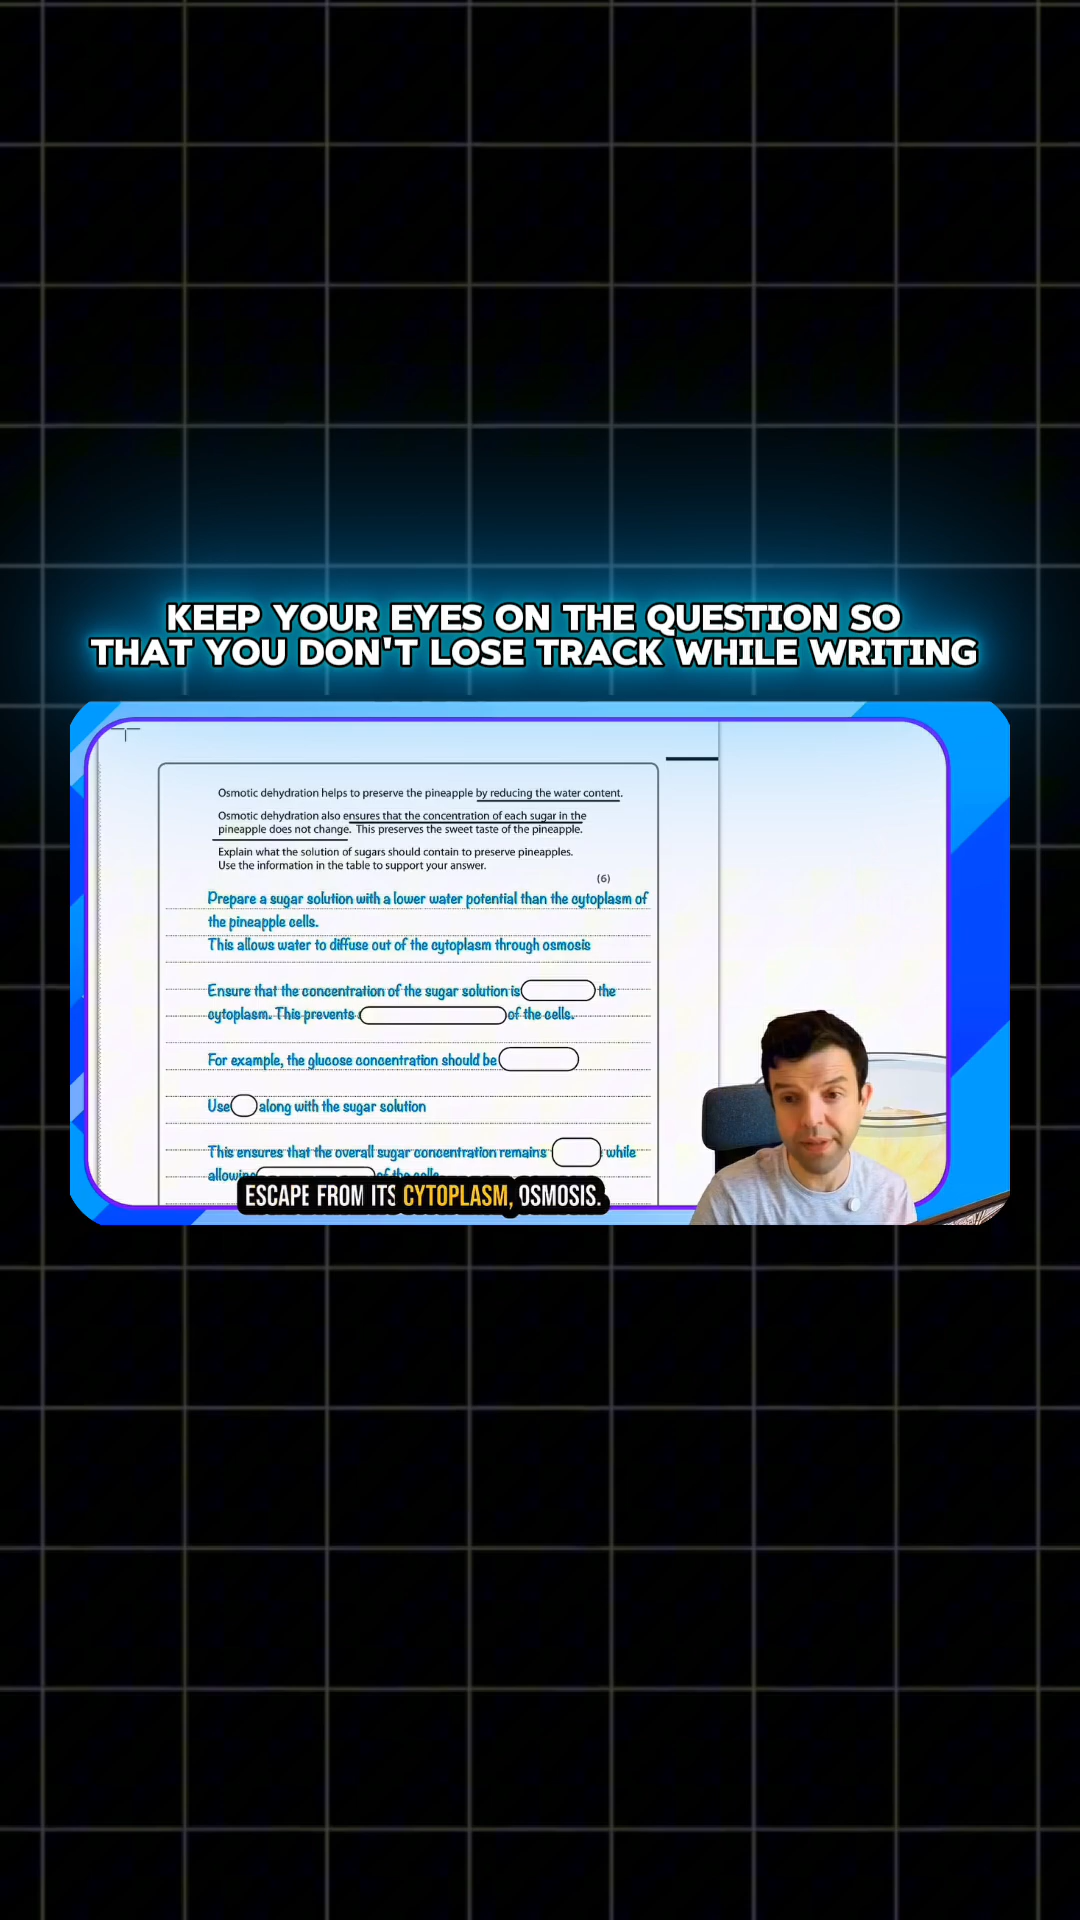 KEEP YOUR EYES ON THE QUESTION SO
THAT YOU DON'T LOSE TRACK WHILE WRITING
Osmotic dehydration helps to preserve the pineapple by reducing the water content.
Osmotic dehydration also ensures that the concentration of each sugar in the
pineapple does not change. This preserves the sweet taste of the pineapple.
Explain what the solution of sugars should contain to preserve pineapples.
Use the information in the table to support your answer.
(6)
Prepare a sugar solution with a lower water potential than the cytoplasm of
the pineapple cells.
This allows water to diffuse out of the cytoplasm through osmosis
Ensure that the concentration of the sugar solution is the
cytoplasm. This prevents of the cells.
For example, the glucose concentration should be
Use along with the sugar solution
This ensures that the overall sugar concentration remains while
allowing of the cells
ESCAPE FROM ITS CYTOPLASM, OSMOSIS.